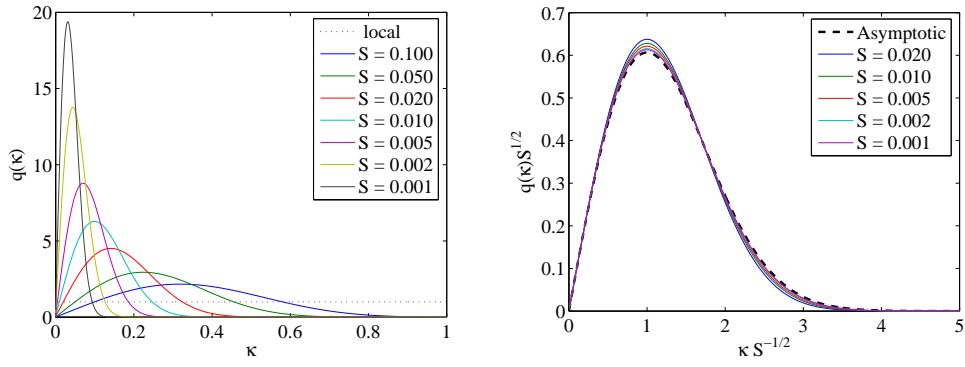 20
15
10
5
0
q(κ)
0
0.2
0.4
0.6
0.8
1
κ
local
S = 0.100
S = 0.050
S = 0.020
S = 0.010
S = 0.005
S = 0.002
S = 0.001
0.7
0.6
0.5
0.4
0.3
0.2
0.1
0
q(κ)S^{1/2}
0
1
2
3
4
5
κ S^{-1/2}
Asymptotic
S = 0.020
S = 0.010
S = 0.005
S = 0.002
S = 0.001